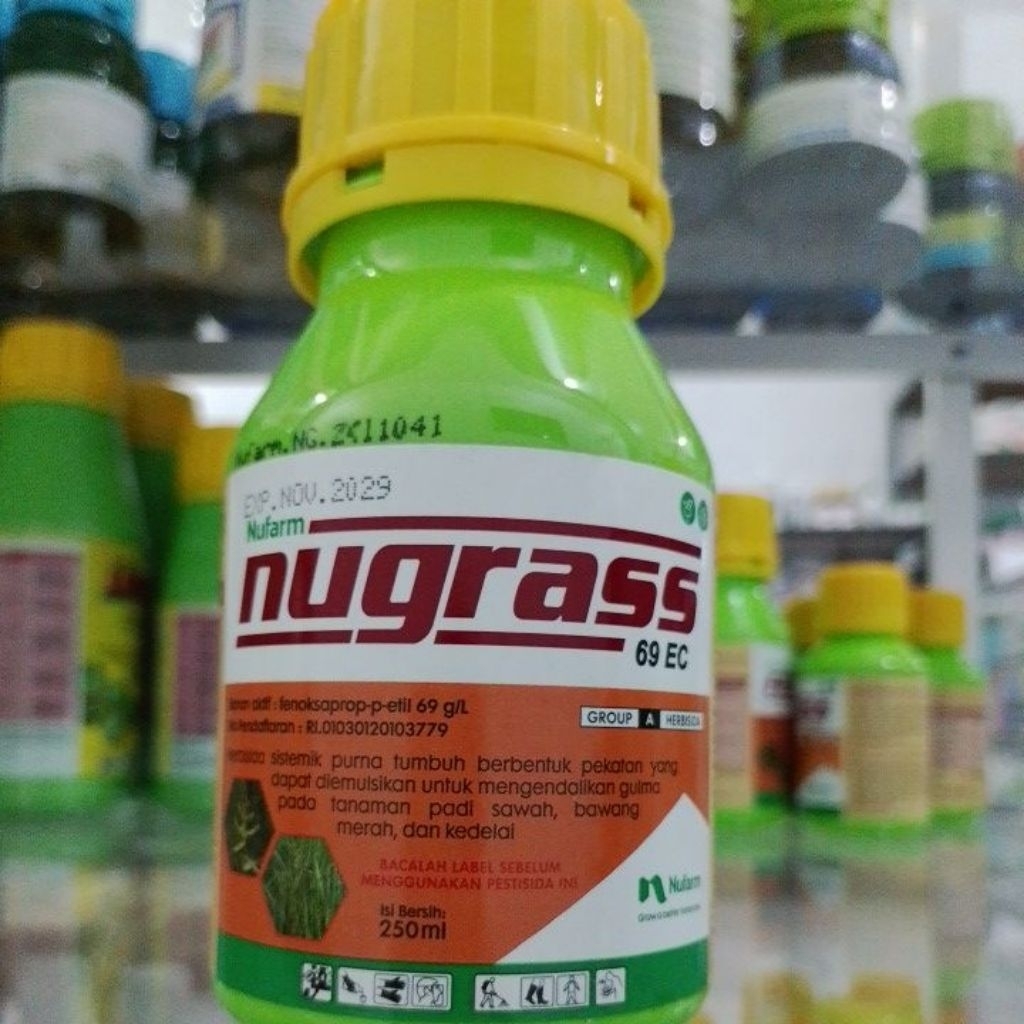 Nufarm.NG.ZK11041
EXP.NOV.2029
Nufarm
nugrass
69 EC
Bahan aktif : fenoksaprop-p-etil 69 g/L
No Pendaftaran : RI.01030120103779
GROUP A HERBISIDA
Herbisida sistemik purna tumbuh berbentuk pekatan yang
dapat diemulsikan untuk mengendalikan gulma
pada tanaman padi sawah, bawang
merah, dan kedelai
BACALAH LABEL SEBELUM
MENGGUNAKAN PESTISIDA INI
Isi Bersih:
250ml
Nufarm